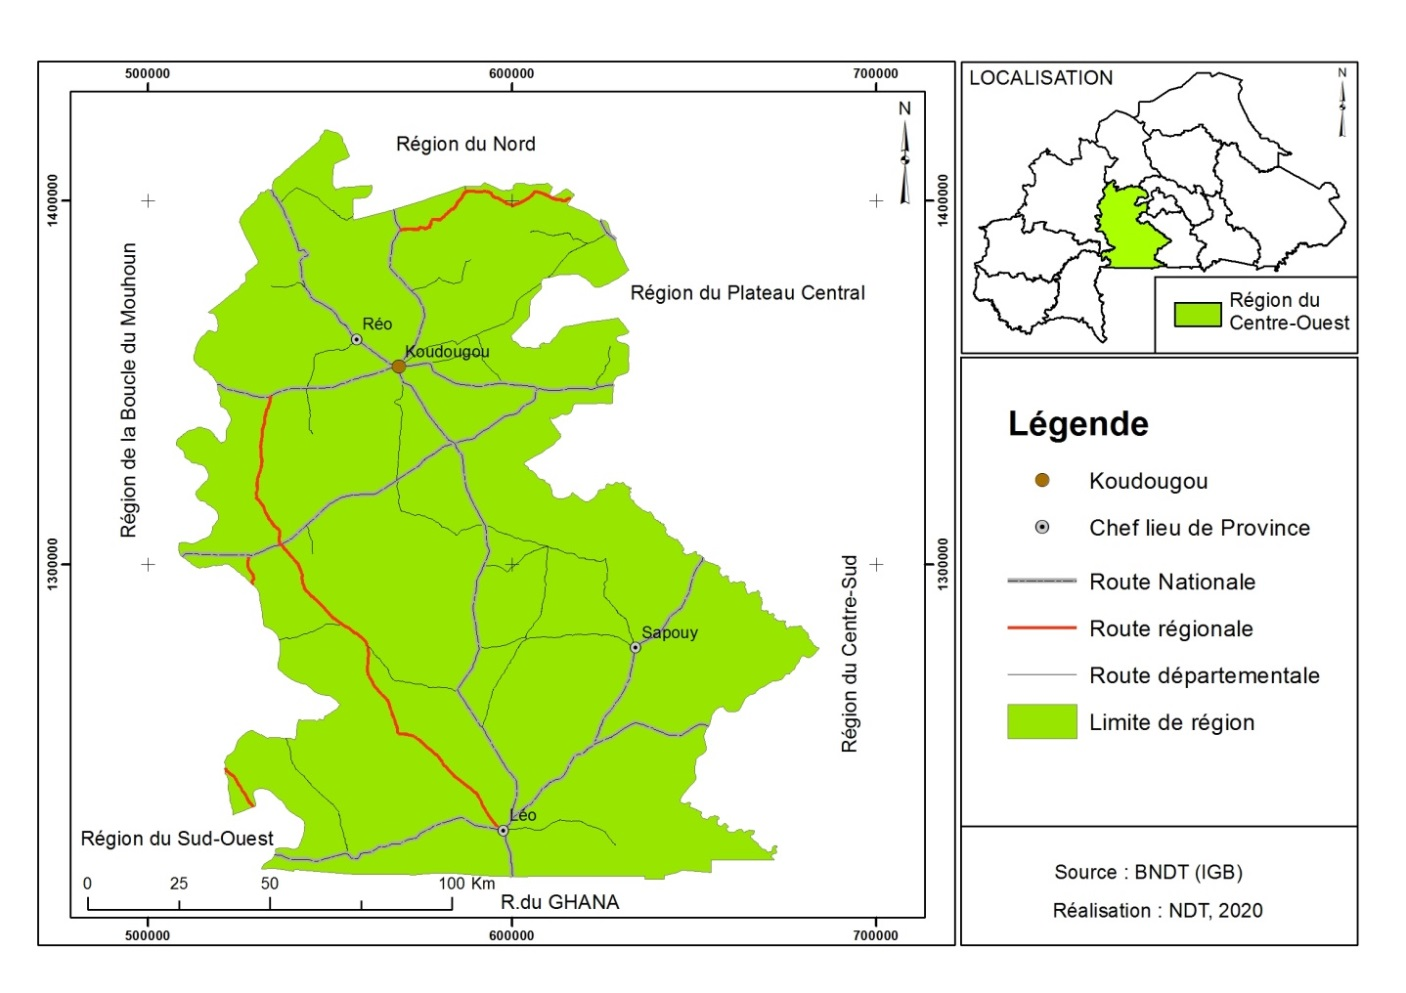 500000
600000
700000
1400000
1400000
1300000
1300000
N
Région du Nord
Région de la Boucle du Mouhoun
Région du Plateau Central
Réo
Koudougou
Région du Centre-Sud
Sapouy
Léo
Région du Sud-Ouest
0
25
50
100 Km
R.du GHANA
500000
600000
700000
LOCALISATION
N
Région du
Centre-Ouest
Légende
Koudougou
Chef lieu de Province
Route Nationale
Route régionale
Route départementale
Limite de région
Source : BNDT (IGB)
Réalisation : NDT, 2020